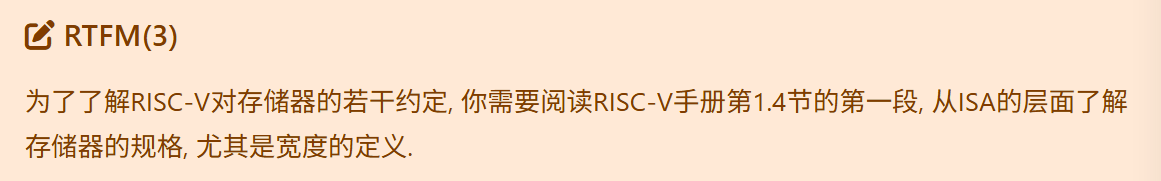 RTFM(3)
为了了解RISC-V对存储器的若干约定, 你需要阅读RISC-V手册第1.4节的第一段, 从ISA的层面了解
存储器的规格, 尤其是宽度的定义.